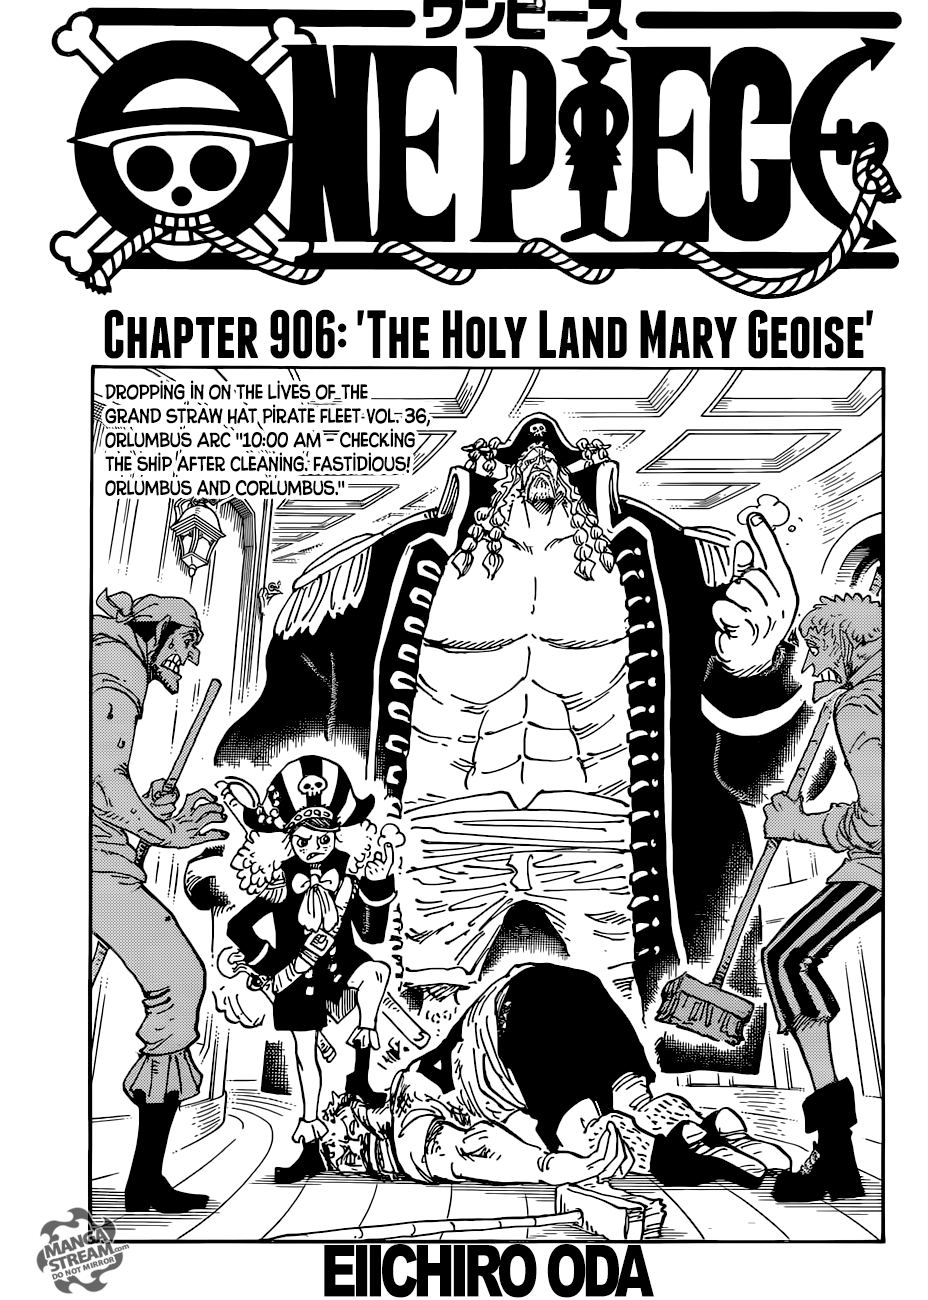 ワンピース
ONE PIECE
CHAPTER 906: 'THE HOLY LAND MARY GEOISE'
DROPPING IN ON THE LIVES OF THE
GRAND STRAW HAT PIRATE FLEET VOL. 36,
ORLUMBUS ARC "10:00 AM – CHECKING
THE SHIP AFTER CLEANING. FASTIDIOUS!
ORLUMBUS AND CORLUMBUS."
MANGA
STREAM.com
DO NOT MIRROR
EIICHIRO ODA